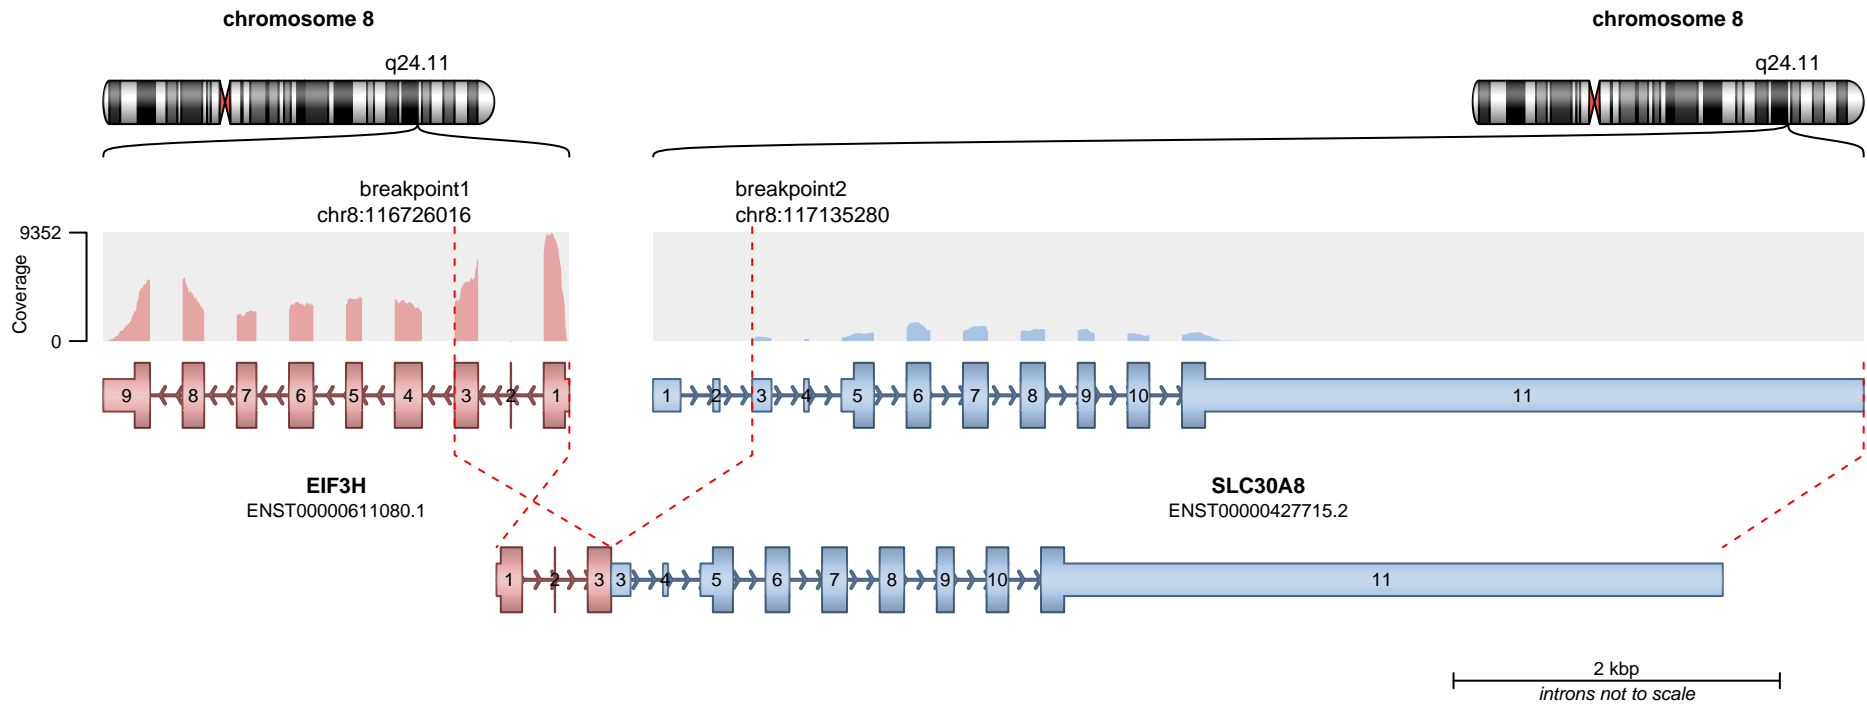 chromosome 8
chromosome 8
q24.11
q24.11
breakpoint1
chr8:116726016
breakpoint2
chr8:117135280
9352
Coverage
0
9 8 7 6 5 4 3 2 1
1 2 3 4 5 6 7 8 9 10 11
EIF3H
ENST00000611080.1
SLC30A8
ENST00000427715.2
1 2 3 3 4 5 6 7 8 9 10 11
2 kbp
introns not to scale